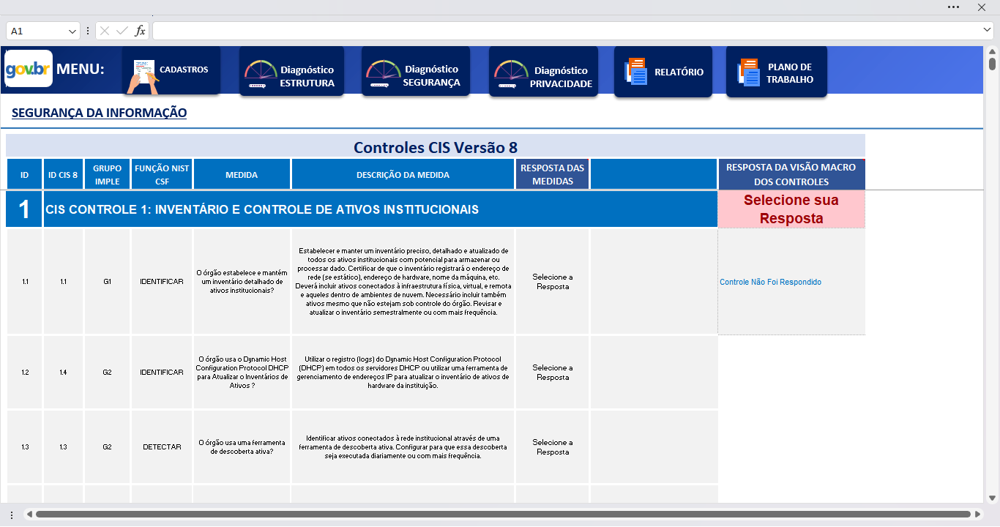 A1
fx
gov.br
MENU:
CADASTROS
Diagnóstico
ESTRUTURA
Diagnóstico
SEGURANÇA
Diagnóstico
PRIVACIDADE
RELATÓRIO
PLANO DE
TRABALHO
SEGURANÇA DA INFORMAÇÃO
Controles CIS Versão 8
ID
ID CIS 8
GRUPO
IMPLE
FUNÇÃO NIST
CSF
MEDIDA
DESCRIÇÃO DA MEDIDA
RESPOSTA DAS
MEDIDAS
RESPOSTA DA VISÃO MACRO
DOS CONTROLES
1
CIS CONTROLE 1: INVENTÁRIO E CONTROLE DE ATIVOS INSTITUCIONAIS
Selecione sua
Resposta
1.1
1.1
G1
IDENTIFICAR
O órgão estabelece e mantém
um inventário detalhado de
ativos institucionais?
Estabelecer e manter um inventário preciso, detalhado e atualizado de
todos os ativos institucionais com potencial para armazenar ou
processar dado. Certificar de que o inventário registrará o endereço de
rede (se estático), endereço de hardware, nome da máquina, etc.
Deverá incluir ativos conectados à infraestrutura física, virtual, e remota
e aqueles dentro de ambientes de nuvem. Necessário incluir também
ativos mesmo que não estejam sob controle do órgão. Revisar e
atualizar o inventário semestralmente ou com mais frequência.
Selecione a
Resposta
Controle Não Foi Respondido
1.2
1.4
G2
IDENTIFICAR
O órgão usa o Dynamic Host
Configuration Protocol DHCP
para Atualizar o Inventários de
Ativos ?
Utilizar o registro (logs) do Dynamic Host Configuration Protocol
(DHCP) em todos os servidores DHCP ou utilizar uma ferramenta de
gerenciamento de endereços IP para atualizar o inventário de ativos de
hardware da instituição.
Selecione a
Resposta
1.3
1.3
G2
DETECTAR
O órgão usa uma ferramenta
de descoberta ativa?
Identificar ativos conectados à rede institucional através de uma
ferramenta de descoberta ativa. Configurar para que essa descoberta
seja executada diariamente ou com mais frequência.
Selecione a
Resposta